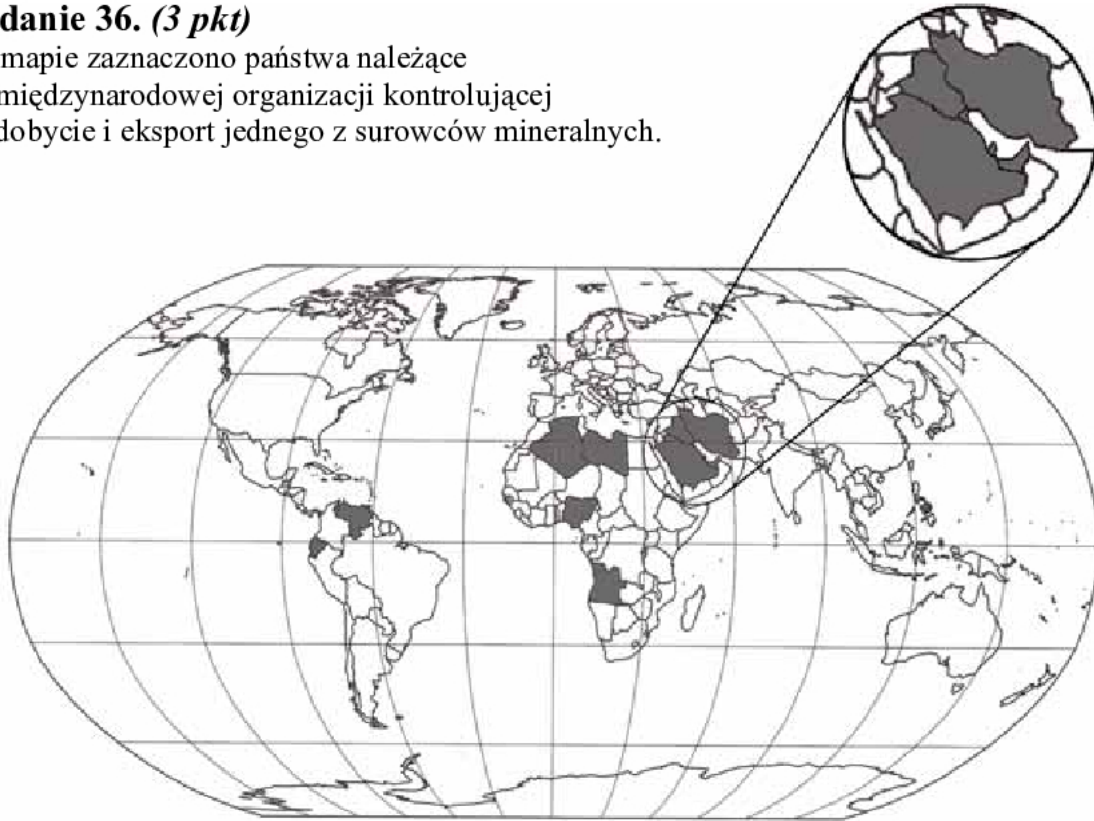 danie 36. (3 pkt)
mapie zaznaczono państwa należące
międzynarodowej organizacji kontrolującej
dobycie i eksport jednego z surowców mineralnych.